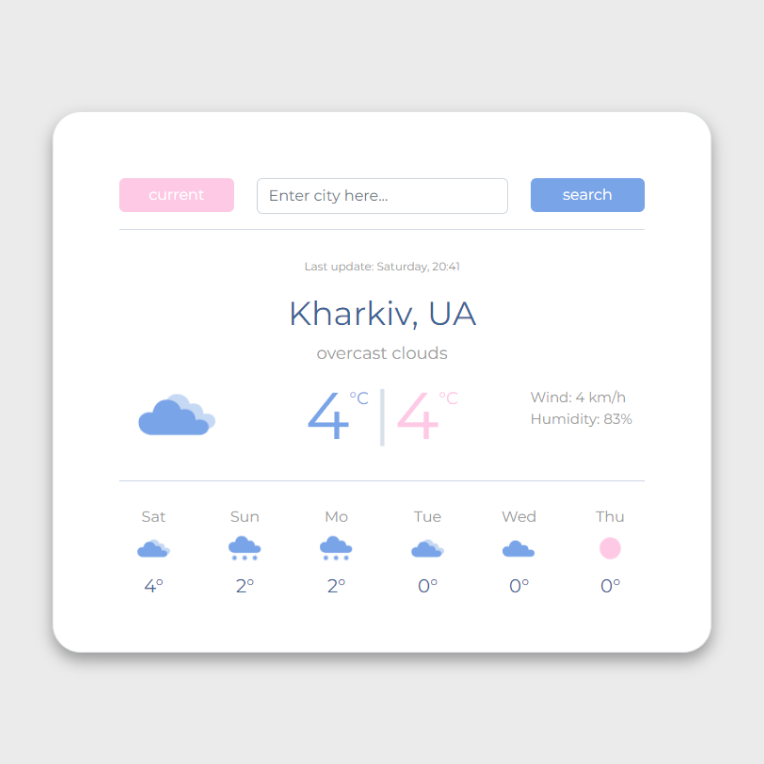 current Enter city here... search
Last update: Saturday, 20:41
Kharkiv, UA
overcast clouds
4 °C | 4 °C
Wind: 4 km/h
Humidity: 83%
Sat Sun Mo Tue Wed Thu
4° 2° 2° 0° 0° 0°